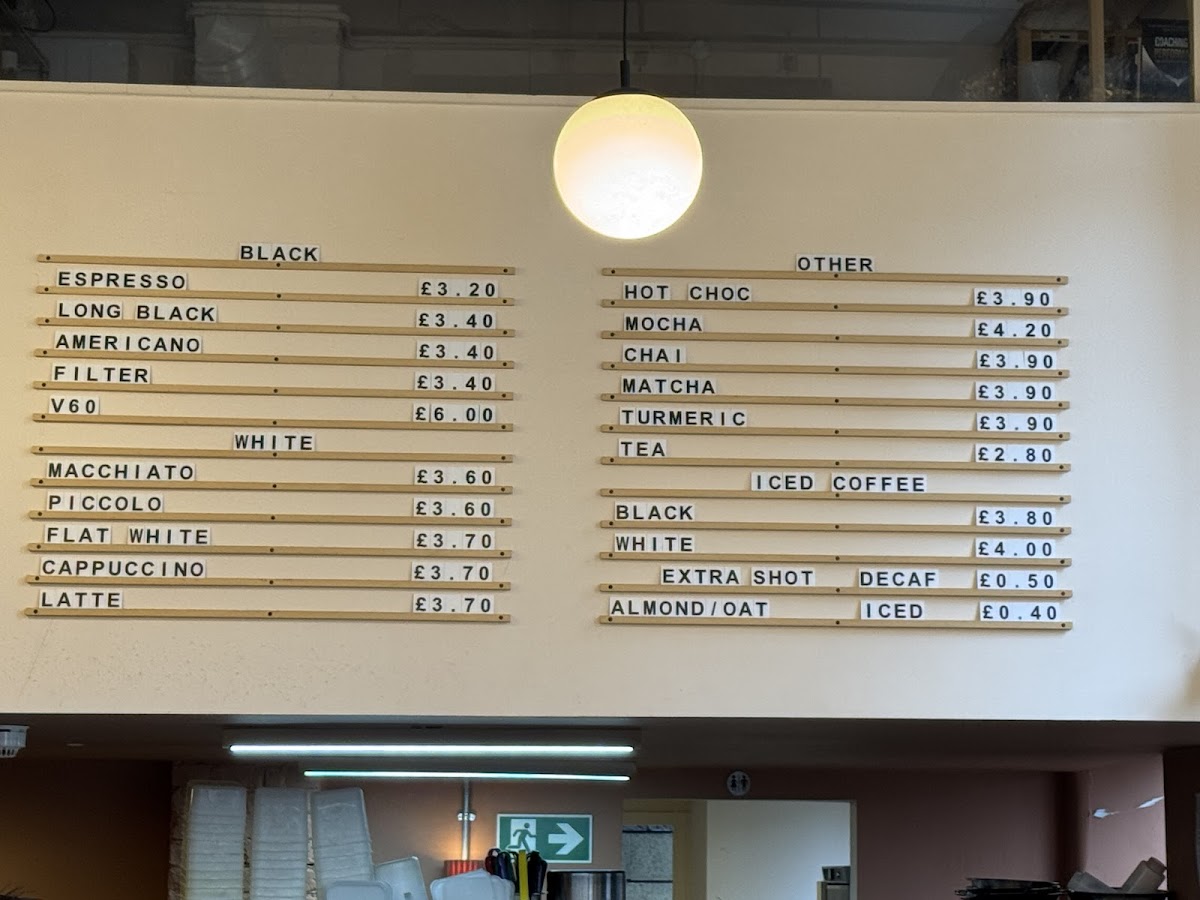 COACHING
BLACK
ESPRESSO £3.20
LONG BLACK £3.40
AMERICANO £3.40
FILTER £3.40
V60 £6.00
WHITE
MACCHIATO £3.60
PICCOLO £3.60
FLAT WHITE £3.70
CAPPUCCINO £3.70
LATTE £3.70
OTHER
HOT CHOC £3.90
MOCHA £4.20
CHAI £3.90
MATCHA £3.90
TURMERIC £3.90
TEA £2.80
ICED COFFEE
BLACK £3.80
WHITE £4.00
EXTRA SHOT DECAF £0.50
ALMOND/OAT ICED £0.40